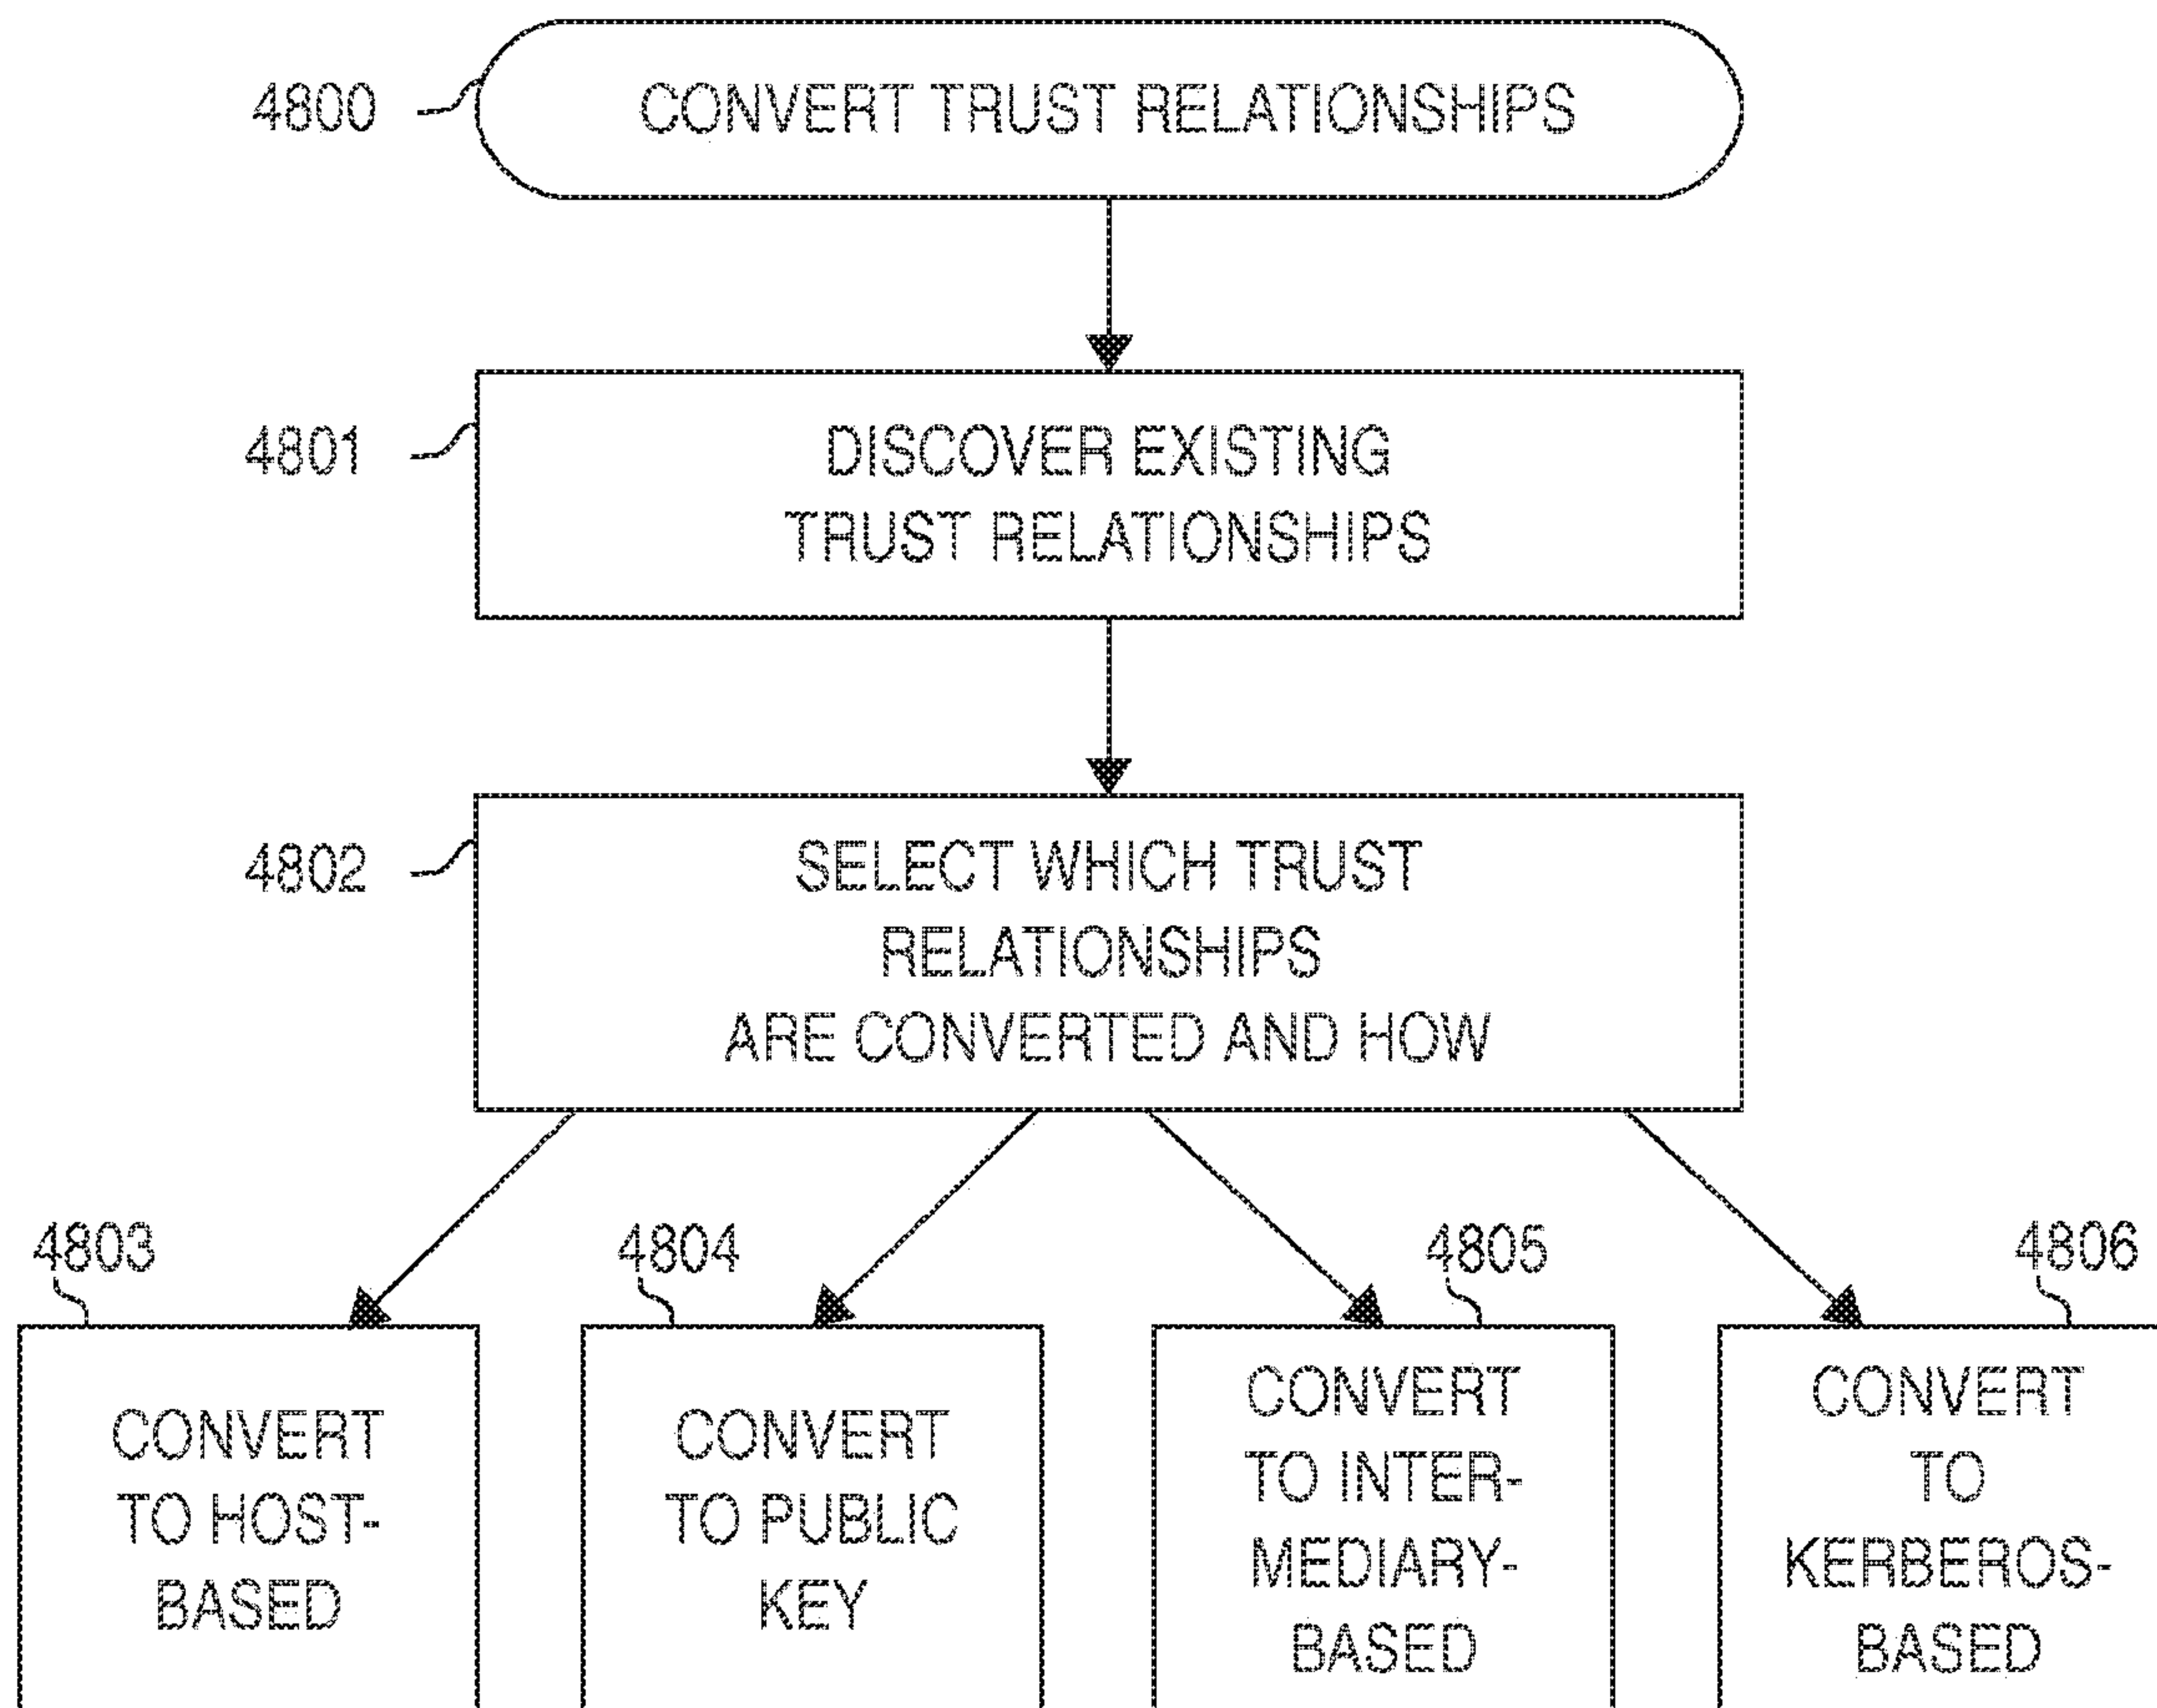 4800
CONVERT TRUST RELATIONSHIPS
4801
DISCOVER EXISTING
TRUST RELATIONSHIPS
4802
SELECT WHICH TRUST
RELATIONSHIPS
ARE CONVERTED AND HOW
4803
CONVERT
TO HOST-
BASED
4804
CONVERT
TO PUBLIC
KEY
4805
CONVERT
TO INTER-
MEDIARY-
BASED
4806
CONVERT
TO
KERBEROS-
BASED